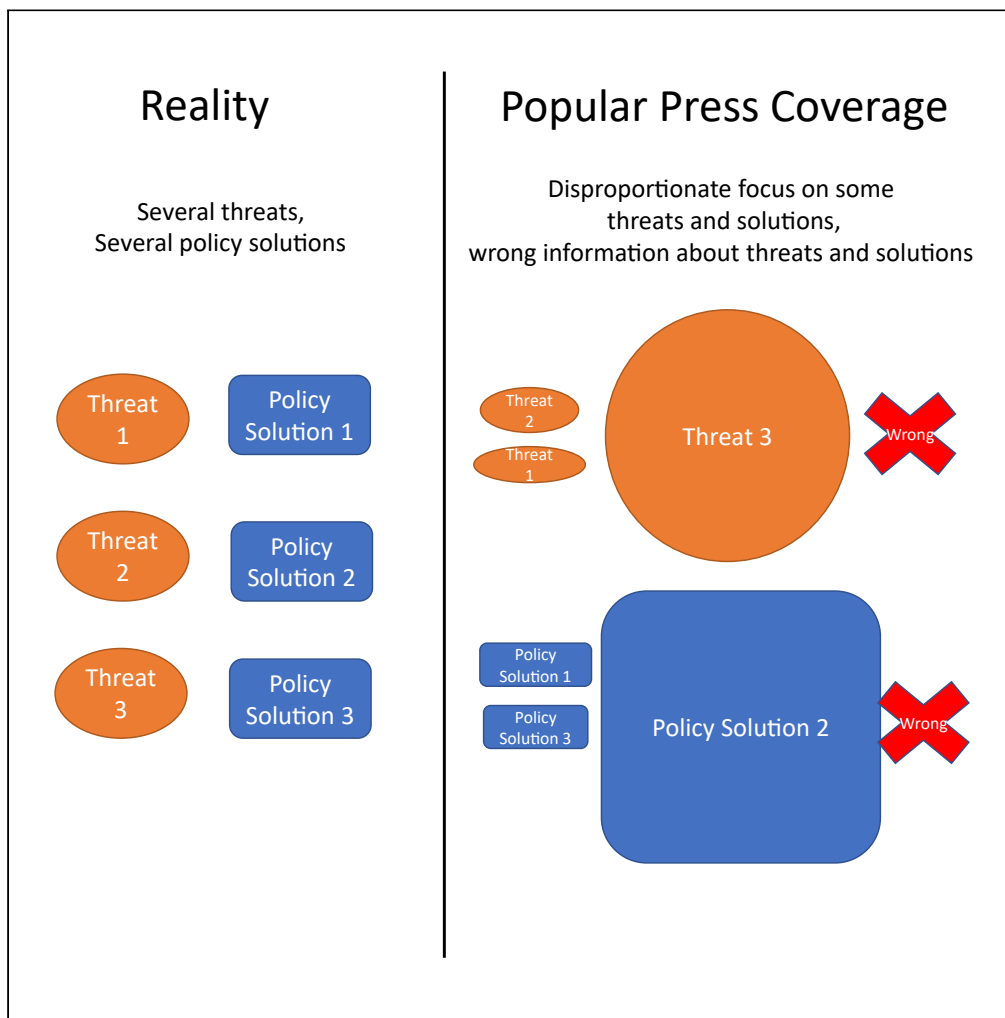 Reality
Several threats,
Several policy solutions
Threat
1
Policy
Solution 1
Threat
2
Policy
Solution 2
Threat
3
Policy
Solution 3
Popular Press Coverage
Disproportionate focus on some
threats and solutions,
wrong information about threats and solutions
Threat
2
Threat
1
Threat 3
Wrong
Policy
Solution 1
Policy
Solution 3
Policy Solution 2
Wrong